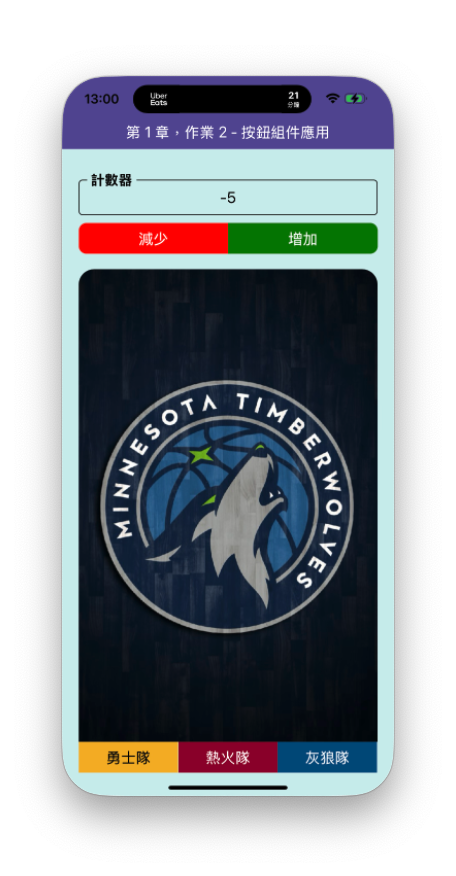 13:00
Uber
Eats
21
分鐘
第 1 章，作業 2 - 按鈕組件應用
計數器
-5
減少
增加
MINNESOTA TIMBERWOLVES
勇士隊
熱火隊
灰狼隊